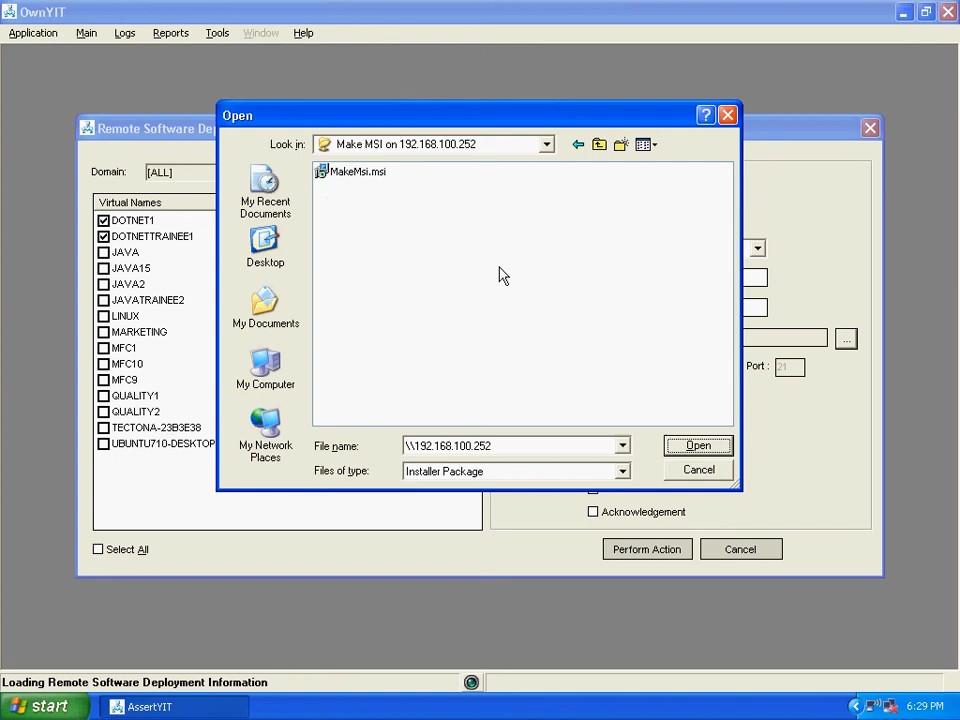 OwnYIT
Application Main Logs Reports Tools Window Help
Remote Software De
Domain: [ALL]
Virtual Names
DOTNET1
DOTNETTRAINEE1
JAVA
JAVA15
JAVA2
JAVATRAINEE2
LINUX
MARKETING
MFC1
MFC10
MFC9
QUALITY1
QUALITY2
TECTONA-23B3E38
UBUNTU710-DESKTOP
Select All
Open
Look in: Make MSI on 192.168.100.252
MakeMsi.msi
My Recent
Documents
Desktop
My Documents
My Computer
My Network
Places
File name: \\192.168.100.252 Open
Files of type: Installer Package Cancel
...
Port : 21
Acknowledgement
Perform Action Cancel
Loading Remote Software Deployment Information
start AssertYIT 6:29 PM